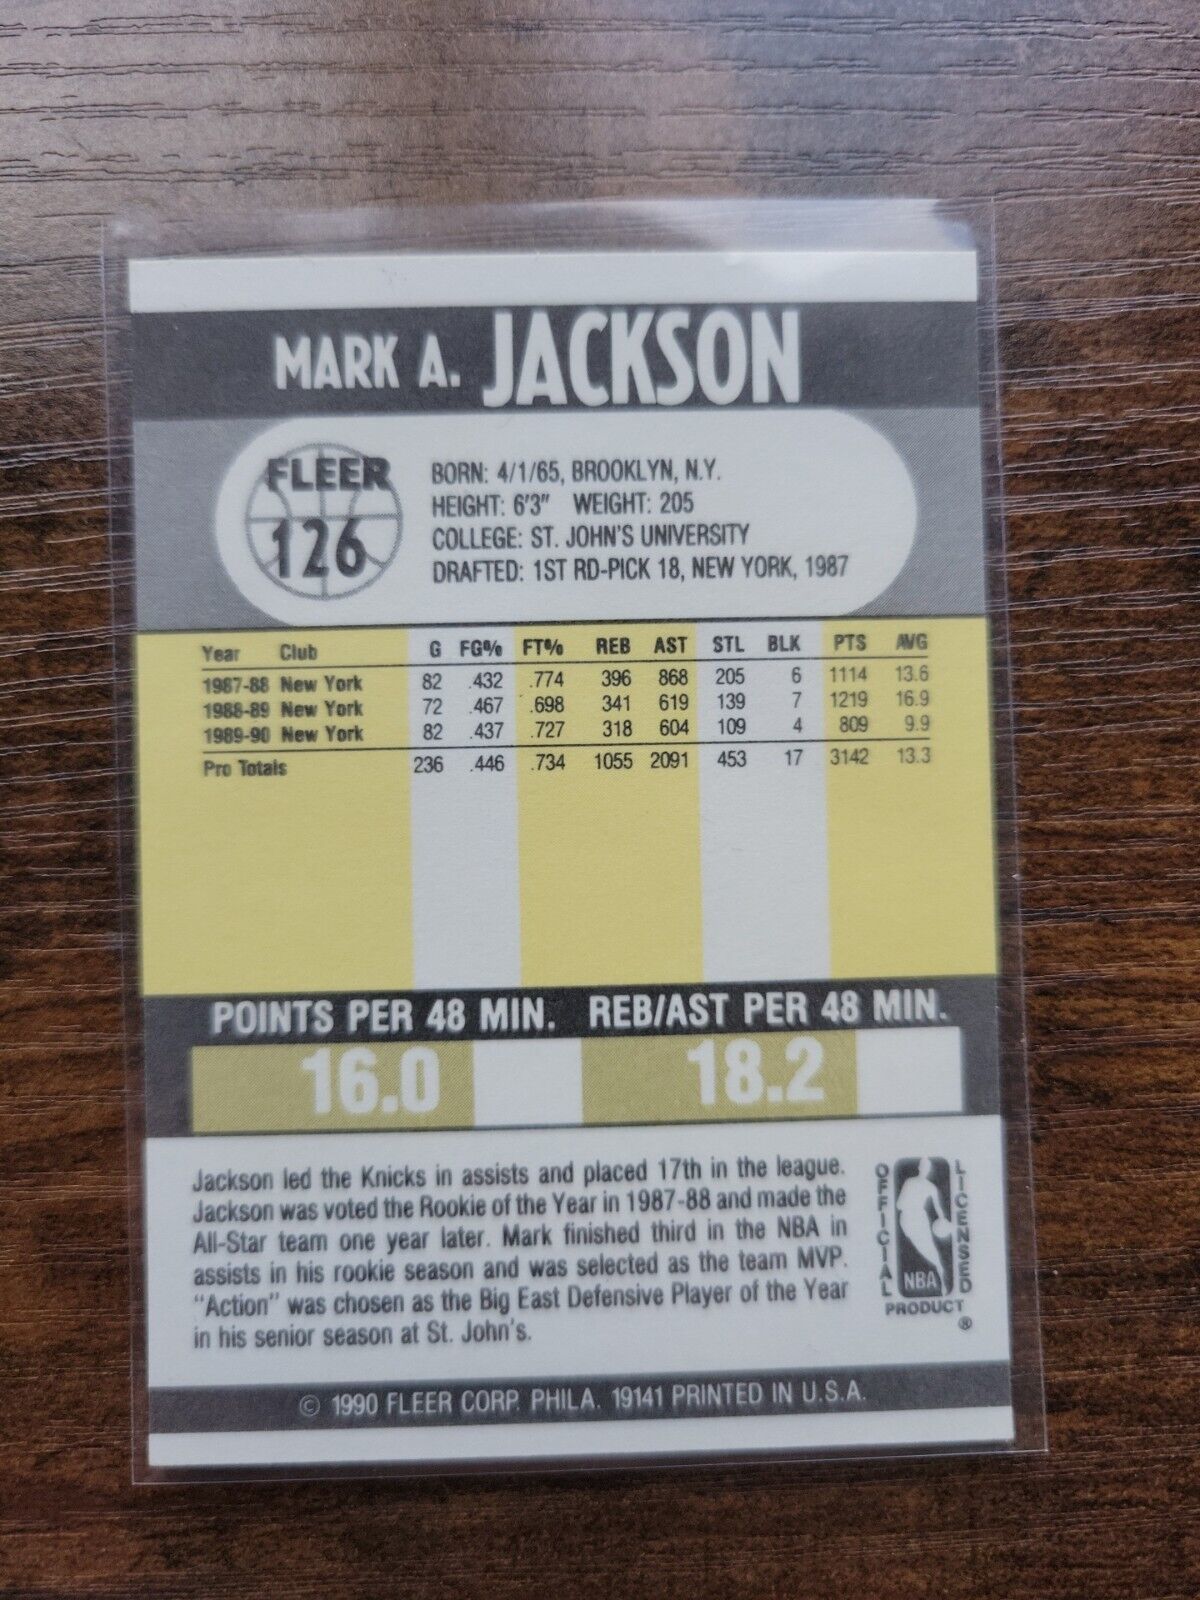 MARK A. JACKSON
FLEER
126
BORN: 4/1/65, BROOKLYN, N.Y.
HEIGHT: 6'3" WEIGHT: 205
COLLEGE: ST. JOHN'S UNIVERSITY
DRAFTED: 1ST RD-PICK 18, NEW YORK, 1987
Year Club G FG% FT% REB AST STL BLK PTS AVG
1987-88 New York 82 .432 .774 396 868 205 6 1114 13.6
1988-89 New York 72 .467 .698 341 619 139 7 1219 16.9
1989-90 New York 82 .437 .727 318 604 109 4 809 9.9
Pro Totals 236 .446 .734 1055 2091 453 17 3142 13.3
POINTS PER 48 MIN. REB/AST PER 48 MIN.
16.0 18.2
Jackson led the Knicks in assists and placed 17th in the league.
Jackson was voted the Rookie of the Year in 1987-88 and made the
All-Star team one year later. Mark finished third in the NBA in
assists in his rookie season and was selected as the team MVP.
"Action" was chosen as the Big East Defensive Player of the Year
in his senior season at St. John's.
OFFICIAL
LICENSED
NBA
PRODUCT
®
© 1990 FLEER CORP. PHILA. 19141 PRINTED IN U.S.A.